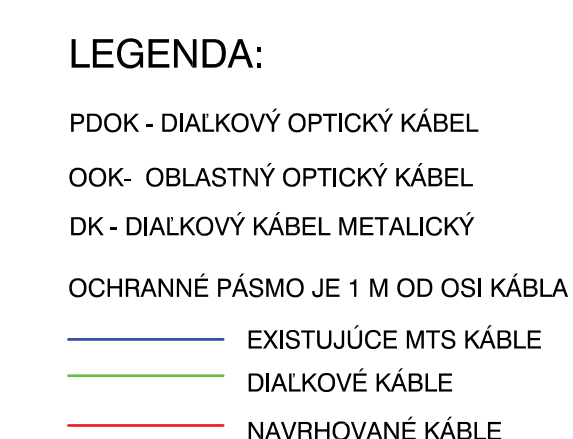 LEGENDA:
PDOK - DIAĽKOVÝ OPTICKÝ KÁBEL
OOK-  OBLASTNÝ OPTICKÝ KÁBEL
DK - DIAĽKOVÝ KÁBEL METALICKÝ
OCHRANNÉ PÁSMO JE 1 M OD OSI KÁBLA
EXISTUJÚCE MTS KÁBLE
DIAĽKOVÉ KÁBLE
NAVRHOVANÉ KÁBLE